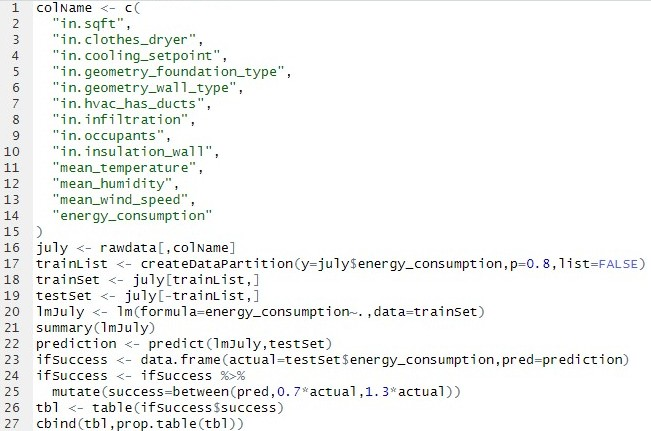 1 colName <- c(
2   "in.sqft",
3   "in.clothes_dryer",
4   "in.cooling_setpoint",
5   "in.geometry_foundation_type",
6   "in.geometry_wall_type",
7   "in.hvac_has_ducts",
8   "in.infiltration",
9   "in.occupants",
10   "in.insulation_wall",
11   "mean_temperature",
12   "mean_humidity",
13   "mean_wind_speed",
14   "energy_consumption"
15 )
16 july <- rawdata[,colName]
17 trainList <- createDataPartition(y=july$energy_consumption,p=0.8,list=FALSE)
18 trainSet <- july[trainList,]
19 testSet <- july[-trainList,]
20 lmJuly <- lm(formula=energy_consumption~.,data=trainSet)
21 summary(lmJuly)
22 prediction <- predict(lmJuly,testSet)
23 ifSuccess <- data.frame(actual=testSet$energy_consumption,pred=prediction)
24 ifSuccess <- ifSuccess %>%
25   mutate(success=between(pred,0.7*actual,1.3*actual))
26 tbl <- table(ifSuccess$success)
27 cbind(tbl,prop.table(tbl))